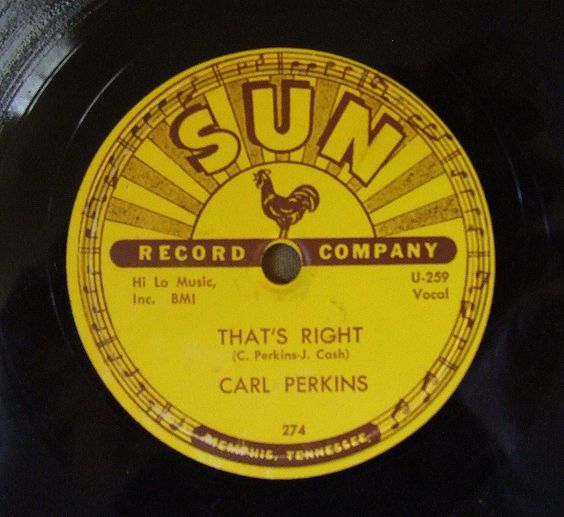 SUN
RECORD COMPANY
Hi Lo Music,
Inc. BMI
U-259
Vocal
THAT'S RIGHT
(C. Perkins-J. Cash)
CARL PERKINS
274
MEMPHIS, TENNESSEE.